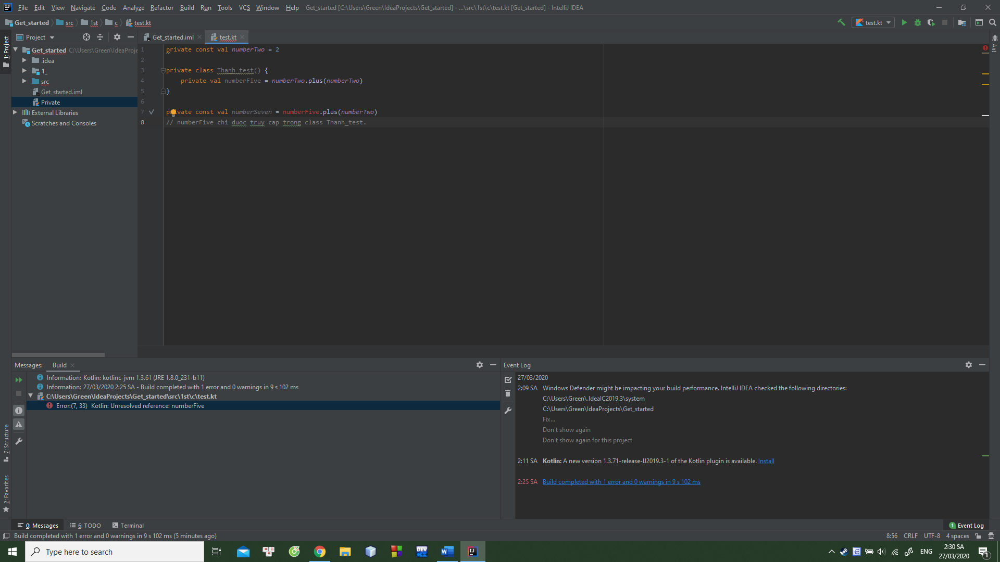 File Edit View Navigate Code Analyze Refactor Build Run Tools VCS Window Help Get_started [C:\Users\Green\IdeaProjects\Get_started] - ...\src\1st\c\test.kt [Get_started] - IntelliJ IDEA
Get_started src 1st c test.kt
test.kt
Project
Get_started.iml
test.kt
1: Project
Get_started C:\Users\Green\IdeaProje
.idea
1_
src
Get_started.iml
Private
External Libraries
Scratches and Consoles
1 private const val numberTwo = 2
2
3 private class Thanh_test() {
4 private val numberFive = numberTwo.plus(numberTwo)
5 }
6
7 private const val numberSeven = numberFive.plus(numberTwo)
8 // numberFive chi duoc truy cap trong class Thanh_test.
Ant
Messages: Build
Information: Kotlin: kotlinc-jvm 1.3.61 (JRE 1.8.0_231-b11)
Information: 27/03/2020 2:25 SA - Build completed with 1 error and 0 warnings in 9 s 102 ms
C:\Users\Green\IdeaProjects\Get_started\src\1st\c\test.kt
Error:(7, 33) Kotlin: Unresolved reference: numberFive
Event Log
27/03/2020
2:09 SA Windows Defender might be impacting your build performance. IntelliJ IDEA checked the following directories:
C:\Users\Green\.IdeaIC2019.3\system
C:\Users\Green\IdeaProjects\Get_started
Fix...
Don't show again
Don't show again for this project
2:11 SA Kotlin: A new version 1.3.71-release-IJ2019.3-1 of the Kotlin plugin is available. Install
2:25 SA Build completed with 1 error and 0 warnings in 9 s 102 ms
7: Structure
2: Favorites
0: Messages 6: TODO Terminal
1 Event Log
Build completed with 1 error and 0 warnings in 9 s 102 ms (5 minutes ago)
8:56 CRLF UTF-8 4 spaces
Type here to search
DEV
W
IJ
ENG
2:30 SA
27/03/2020
1